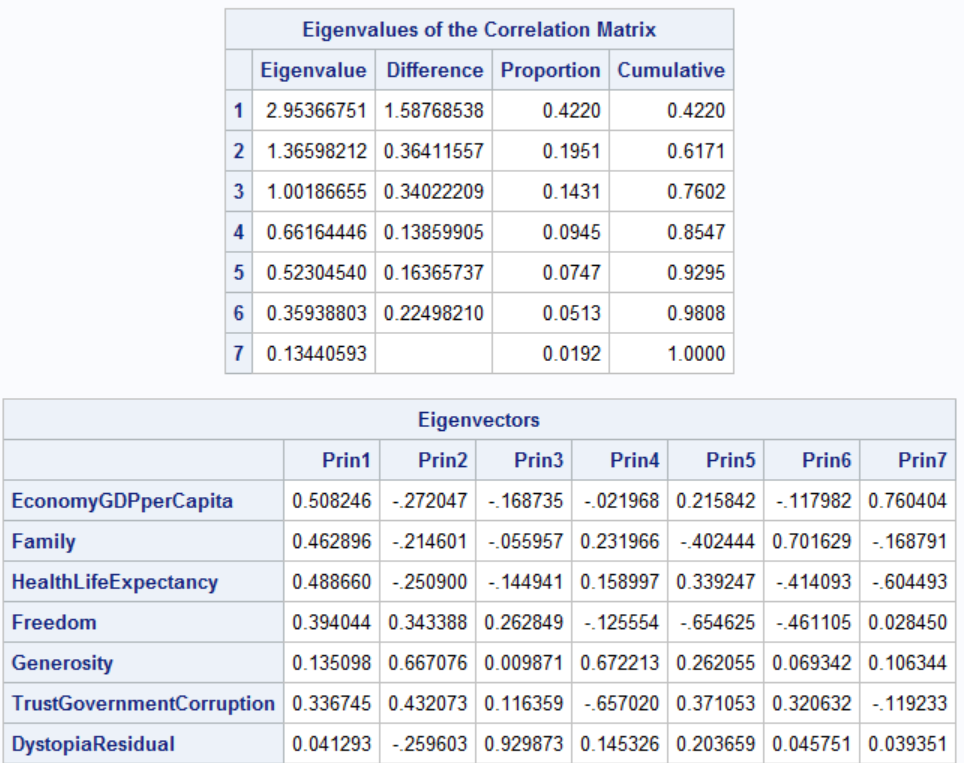 Eigenvalues of the Correlation Matrix
Eigenvalue Difference Proportion Cumulative
1 2.95366751 1.58768538 0.4220 0.4220
2 1.36598212 0.36411557 0.1951 0.6171
3 1.00186655 0.34022209 0.1431 0.7602
4 0.66164446 0.13859905 0.0945 0.8547
5 0.52304540 0.16365737 0.0747 0.9295
6 0.35938803 0.22498210 0.0513 0.9808
7 0.13440593 0.0192 1.0000
Eigenvectors
Prin1 Prin2 Prin3 Prin4 Prin5 Prin6 Prin7
EconomyGDPperCapita 0.508246 -.272047 -.168735 -.021968 0.215842 -.117982 0.760404
Family 0.462896 -.214601 -.055957 0.231966 -.402444 0.701629 -.168791
HealthLifeExpectancy 0.488660 -.250900 -.144941 0.158997 0.339247 -.414093 -.604493
Freedom 0.394044 0.343388 0.262849 -.125554 -.654625 -.461105 0.028450
Generosity 0.135098 0.667076 0.009871 0.672213 0.262055 0.069342 0.106344
TrustGovernmentCorruption 0.336745 0.432073 0.116359 -.657020 0.371053 0.320632 -.119233
DystopiaResidual 0.041293 -.259603 0.929873 0.145326 0.203659 0.045751 0.039351